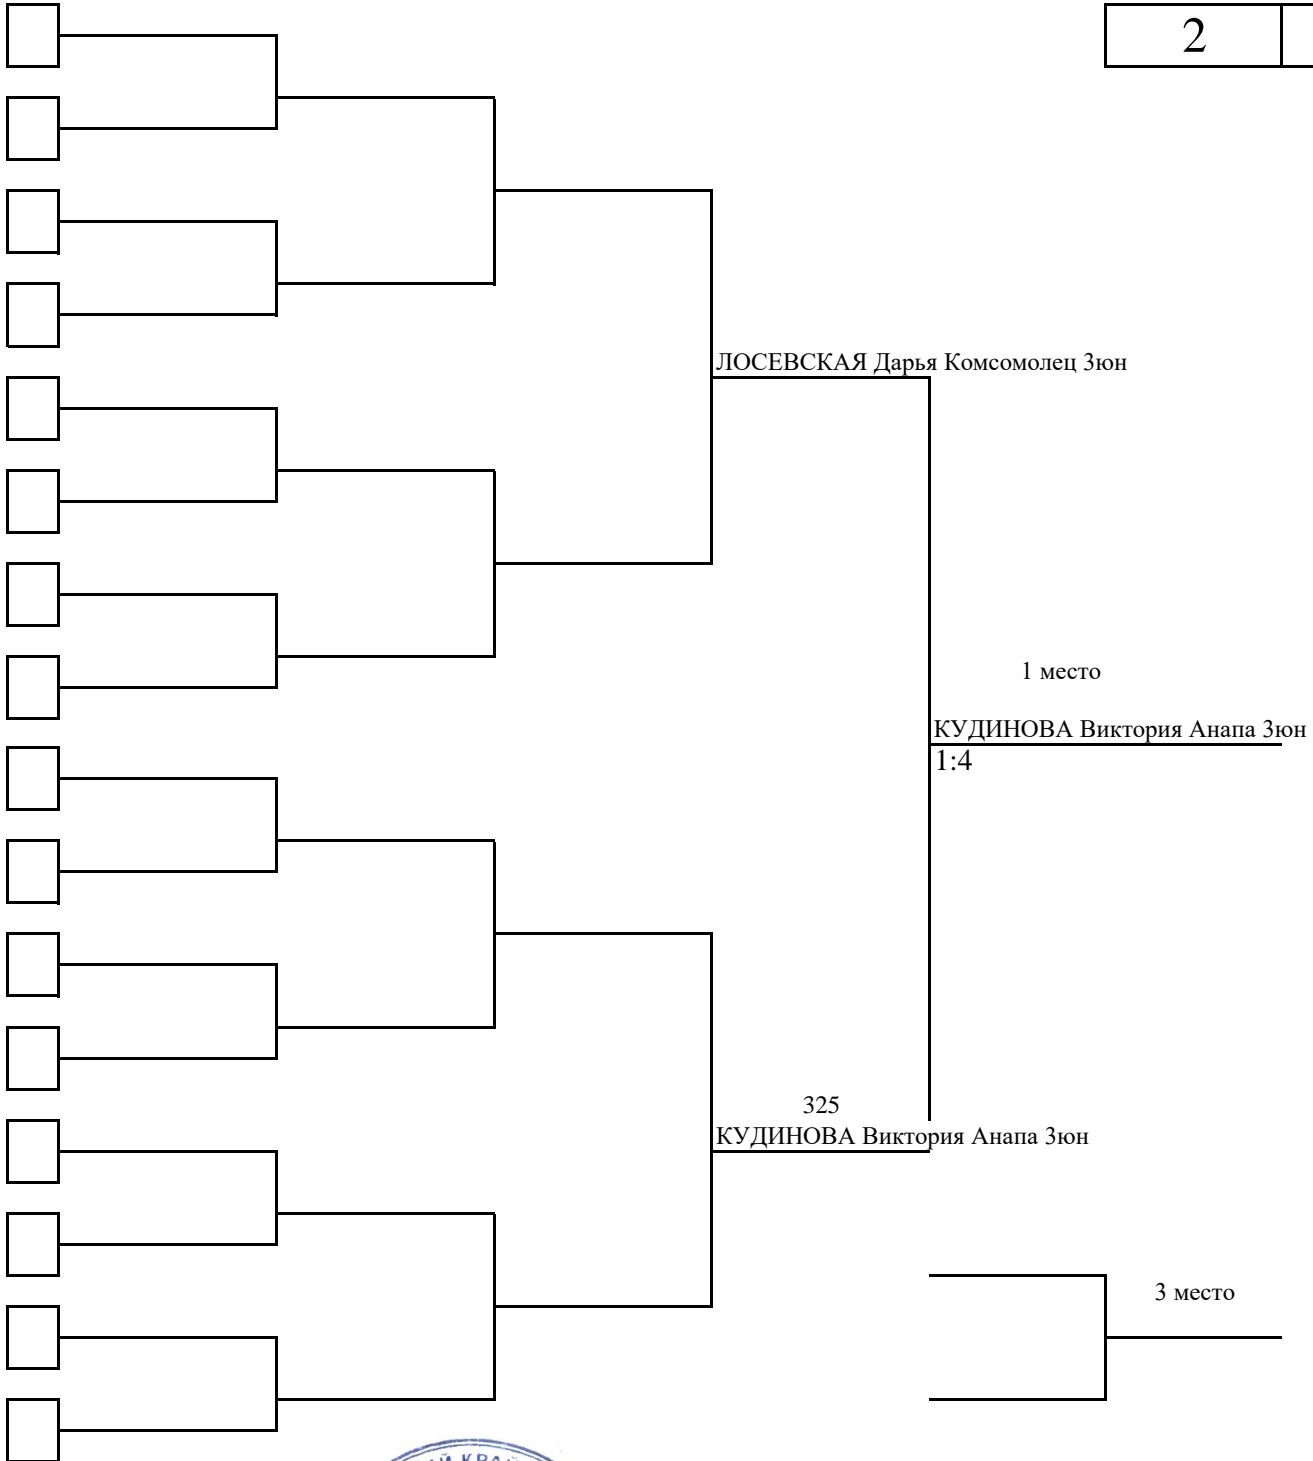 2
ЛОСЕВСКАЯ Дарья Комсомолец 3юн
1 место
КУДИНОВА Виктория Анапа 3юн
1:4
325
КУДИНОВА Виктория Анапа 3юн
3 место